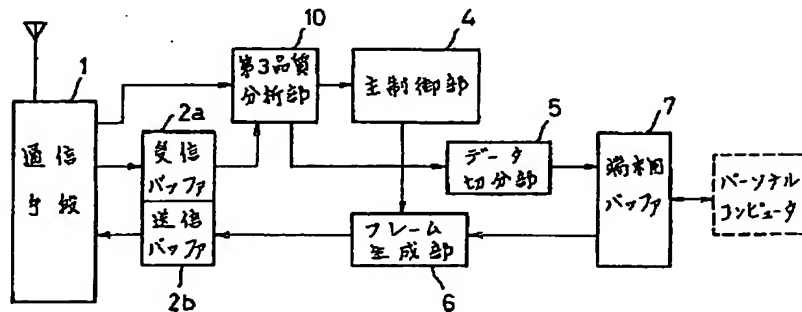 10
第3品質
分析部
4
主制御部
1
通信
手段
2a
受信
バッファ
送信
バッファ
2b
5
データ
切分部
7
端末用
バッファ
パーソナル
コンピュータ
フレーム
生成部
6